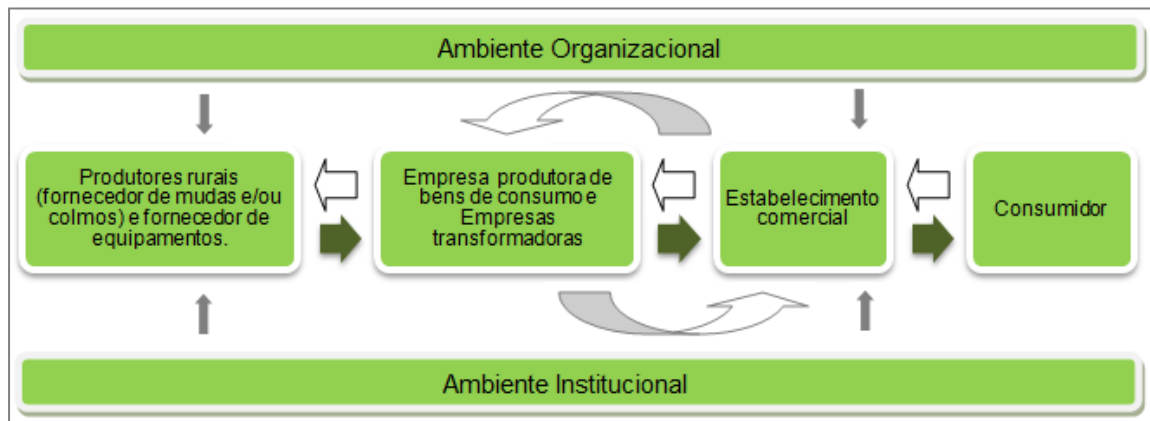 Ambiente Organizacional
Produtores rurais
(fornecedor de mudas e/ou
colmos) e fornecedor de
equipamentos.
Empresa produtora de
bens de consumo e
Empresas
transformadoras
Estabelecimento
comercial
Consumidor
Ambiente Institucional